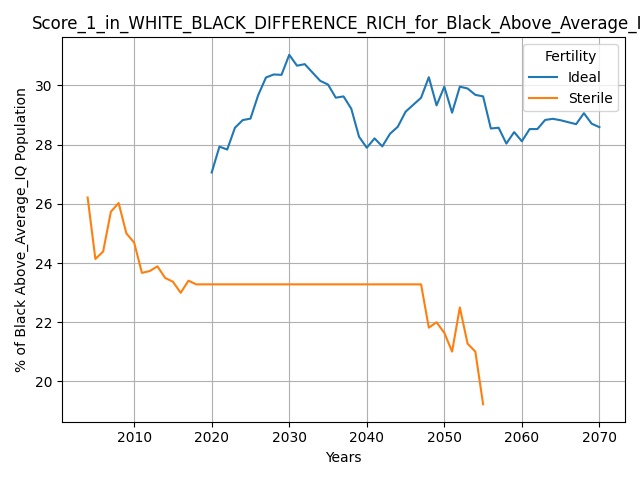 Score_1_in_WHITE_BLACK_DIFFERENCE_RICH_for_Black_Above_Average_I
Fertility
Ideal
Sterile
% of Black Above_Average_IQ Population
30
28
26
24
22
20
2010 2020 2030 2040 2050 2060 2070
Years